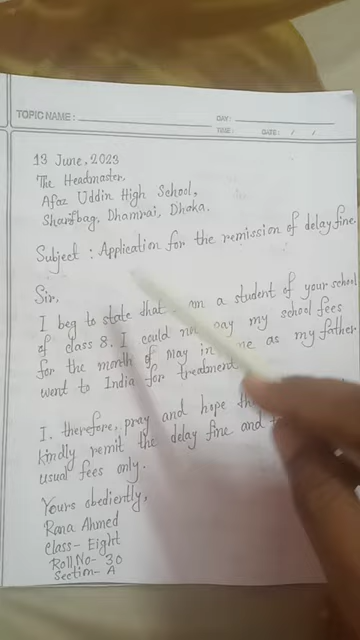 TOPIC NAME :
DAY :
TIME : DATE : / /
13 June, 2023
The Headmaster
Afaz Uddin High School,
Sharifbag, Dhamrai, Dhaka.
Subject : Application for the remission of delay fine.
Sir,
I beg to state that am a student of your school
of class 8. I could not pay my school fees
for the month of May in me as my father
went to India for treatment
I. therefore, pray and hope
kindly remit the delay fine and
usual fees only.
Yours obediently,
Rana Ahmed
Class- Eight
Roll No- 30
Section- A